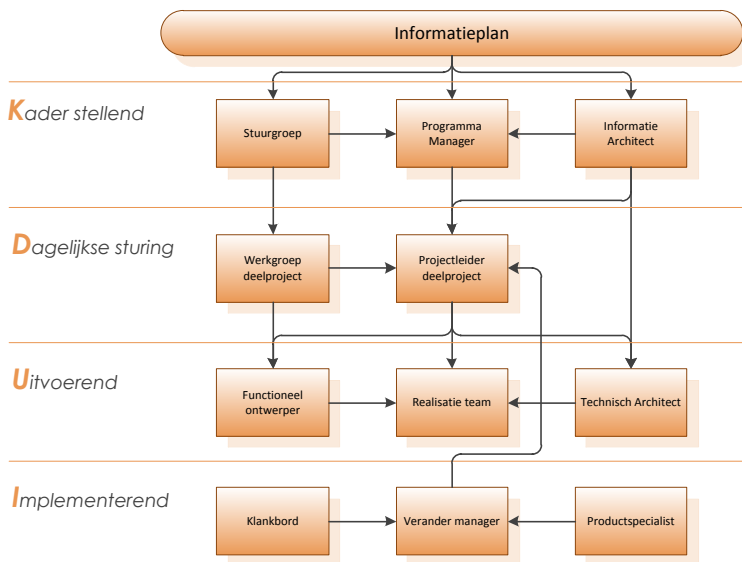 Informatieplan
Kader stellend
Stuurgroep
Programma
Manager
Informatie
Architect
Dagelijkse sturing
Werkgroep
deelproject
Projectleider
deelproject
Uitvoerend
Functioneel
ontwerper
Realisatie team
Technisch Architect
Implementerend
Klankbord
Verander manager
Productspecialist